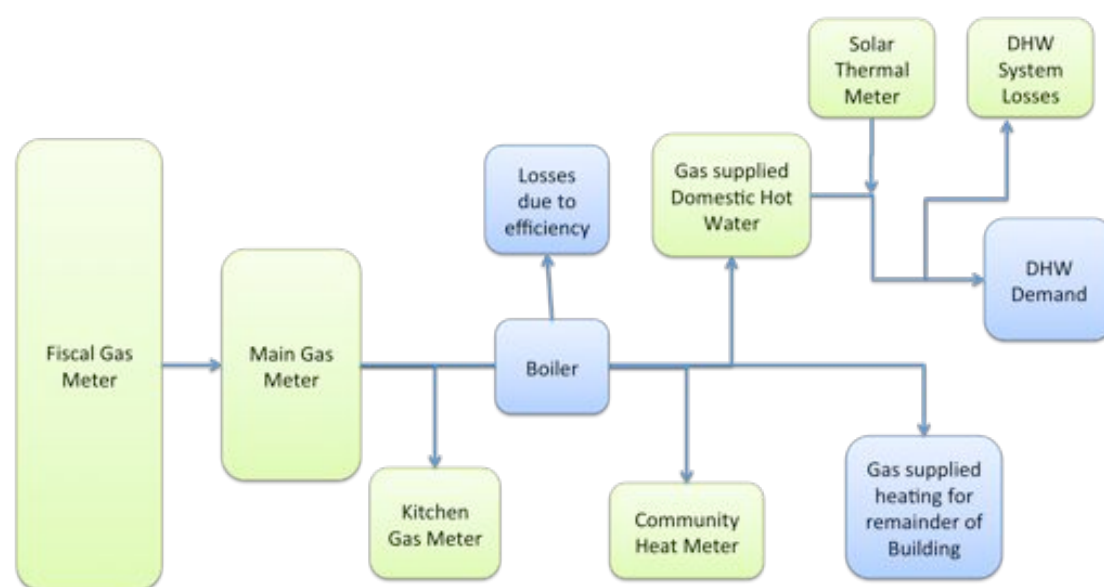 Solar
Thermal
Meter
DHW
System
Losses
Losses
due to
efficiency
Gas supplied
Domestic Hot
Water
DHW
Demand
Fiscal Gas
Meter
Main Gas
Meter
Boiler
Kitchen
Gas Meter
Community
Heat Meter
Gas supplied
heating for
remainder of
Building